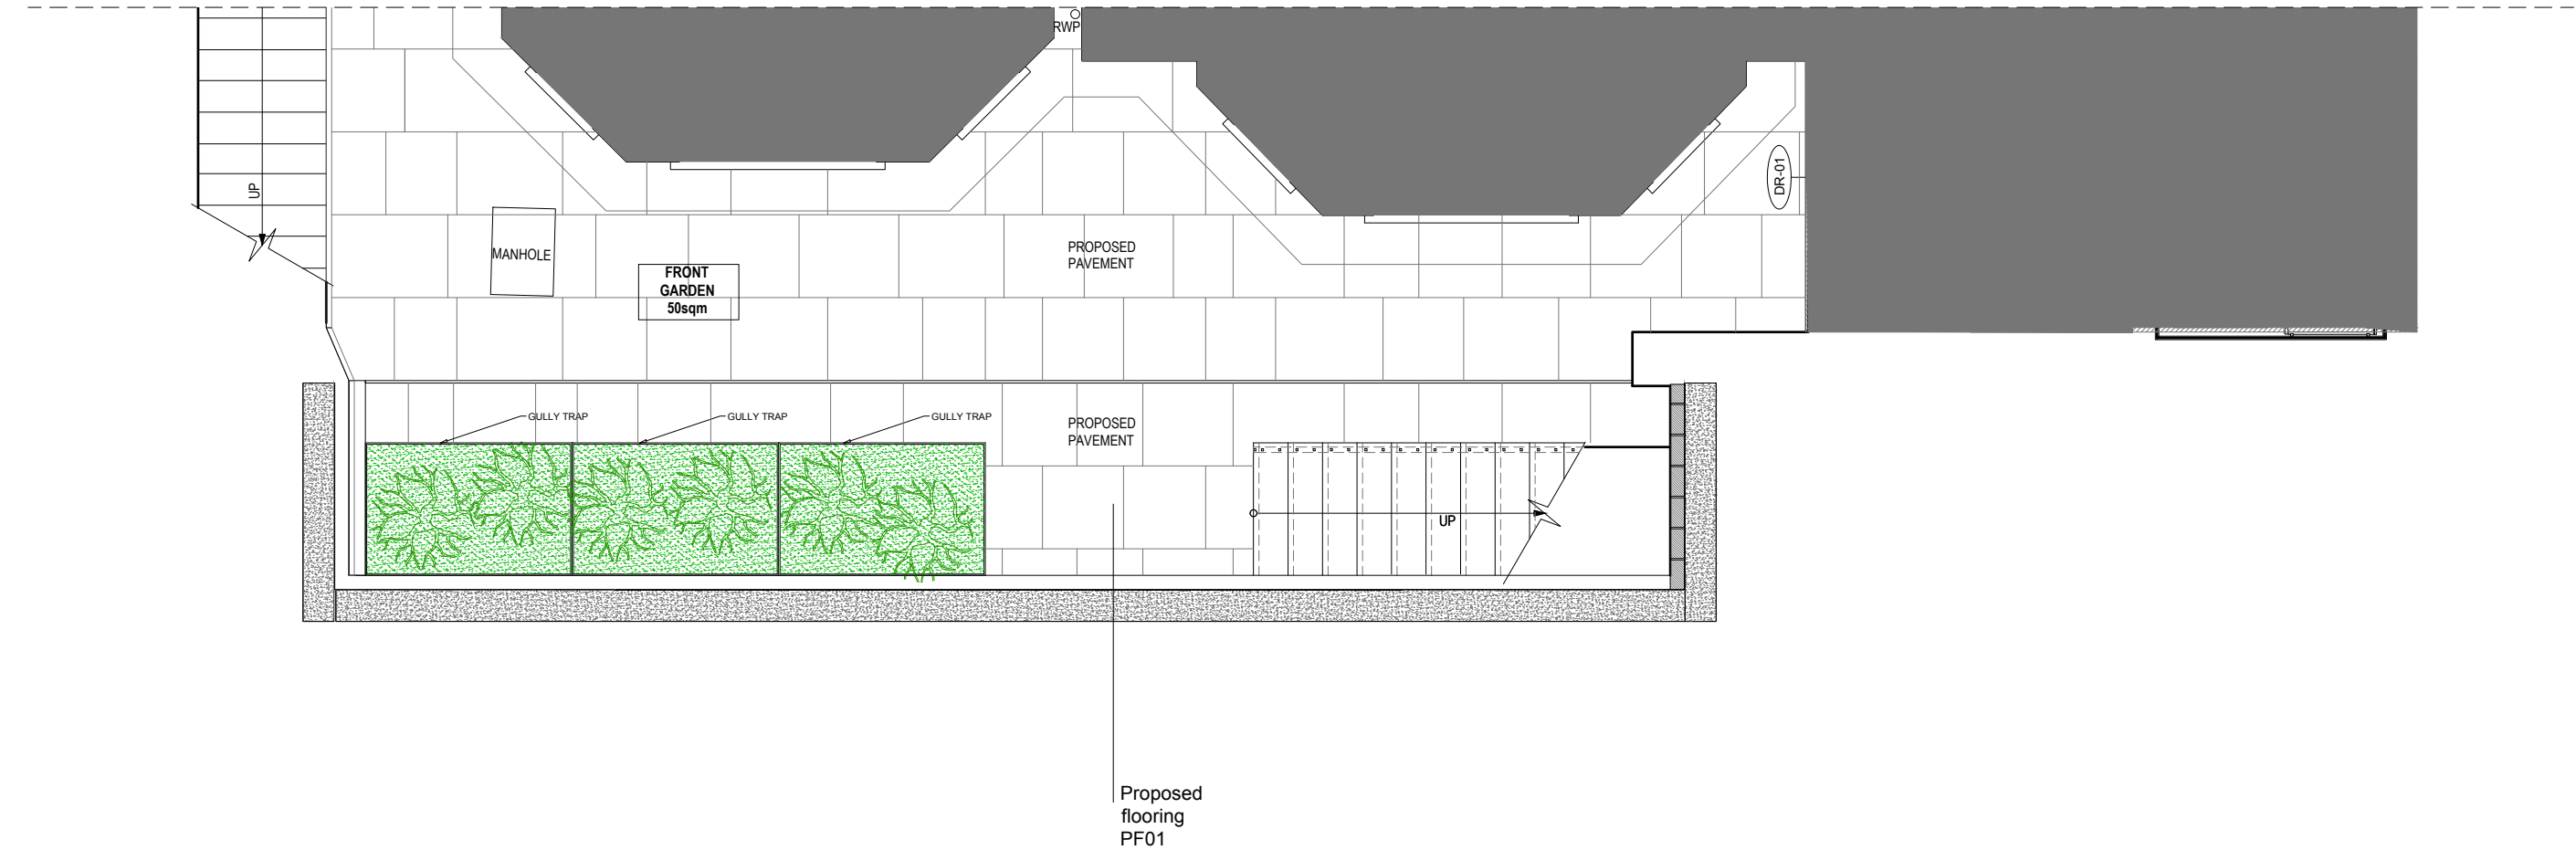 RWP
UP
DR-01
MANHOLE
PROPOSED
PAVEMENT
FRONT
GARDEN
50sqm
GULLY TRAP
GULLY TRAP
GULLY TRAP
PROPOSED
PAVEMENT
UP
Proposed
flooring
PF01